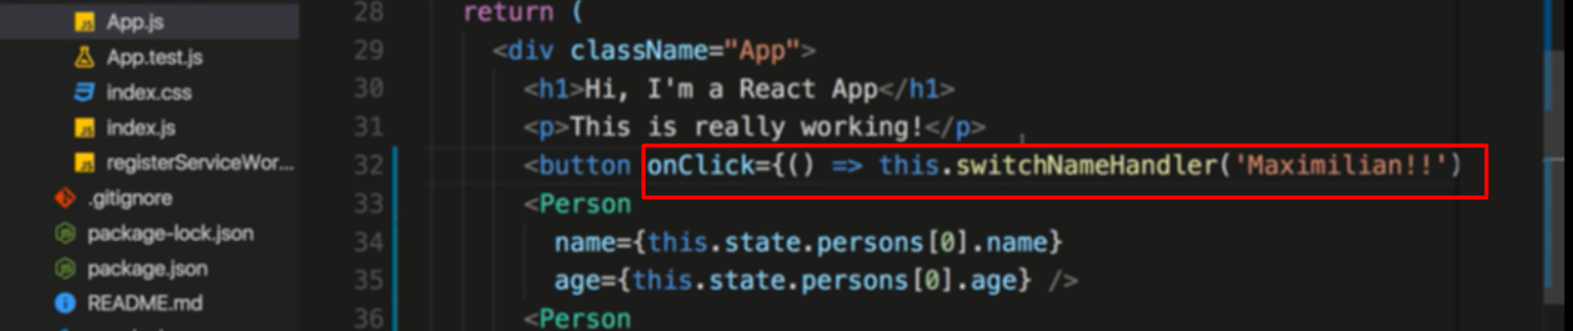 App.js
App.test.js
index.css
index.js
registerServiceWor...
.gitignore
package-lock.json
package.json
README.md
28 return (
29 <div className="App">
30 <h1>Hi, I'm a React App</h1>
31 <p>This is really working!</p>
32 <button onClick={() => this.switchNameHandler('Maximilian!!')
33 <Person
34 name={this.state.persons[0].name}
35 age={this.state.persons[0].age} />
36 <Person